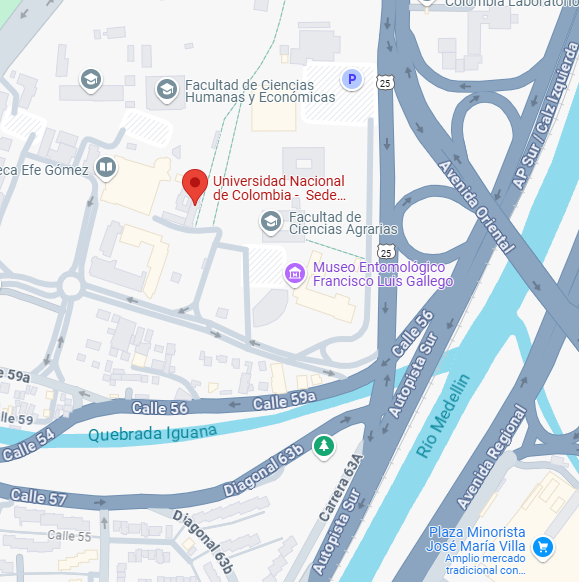 Colombia Laboratorio
P
Facultad de Ciencias
Humanas y Económicas
25
AP Sur / Calz Izquierda
eca Efe Gómez
Universidad Nacional
de Colombia - Sede...
Avenida Oriental
Facultad de
Ciencias Agrarias
25
Museo Entomológico
Francisco Luis Gallego
Calle 56
Autopista Sur
e 59a
Calle 59a
Calle 56
lle 59
Río Medellín
Quebrada Iguana
Calle 54
Diagonal 63b
Avenida Regional
Carrera 63A
Calle 57
Autopista Sur
Diagonal 63b
Calle 55
Plaza Minorista
José María Villa
Amplio mercado
tradicional con...